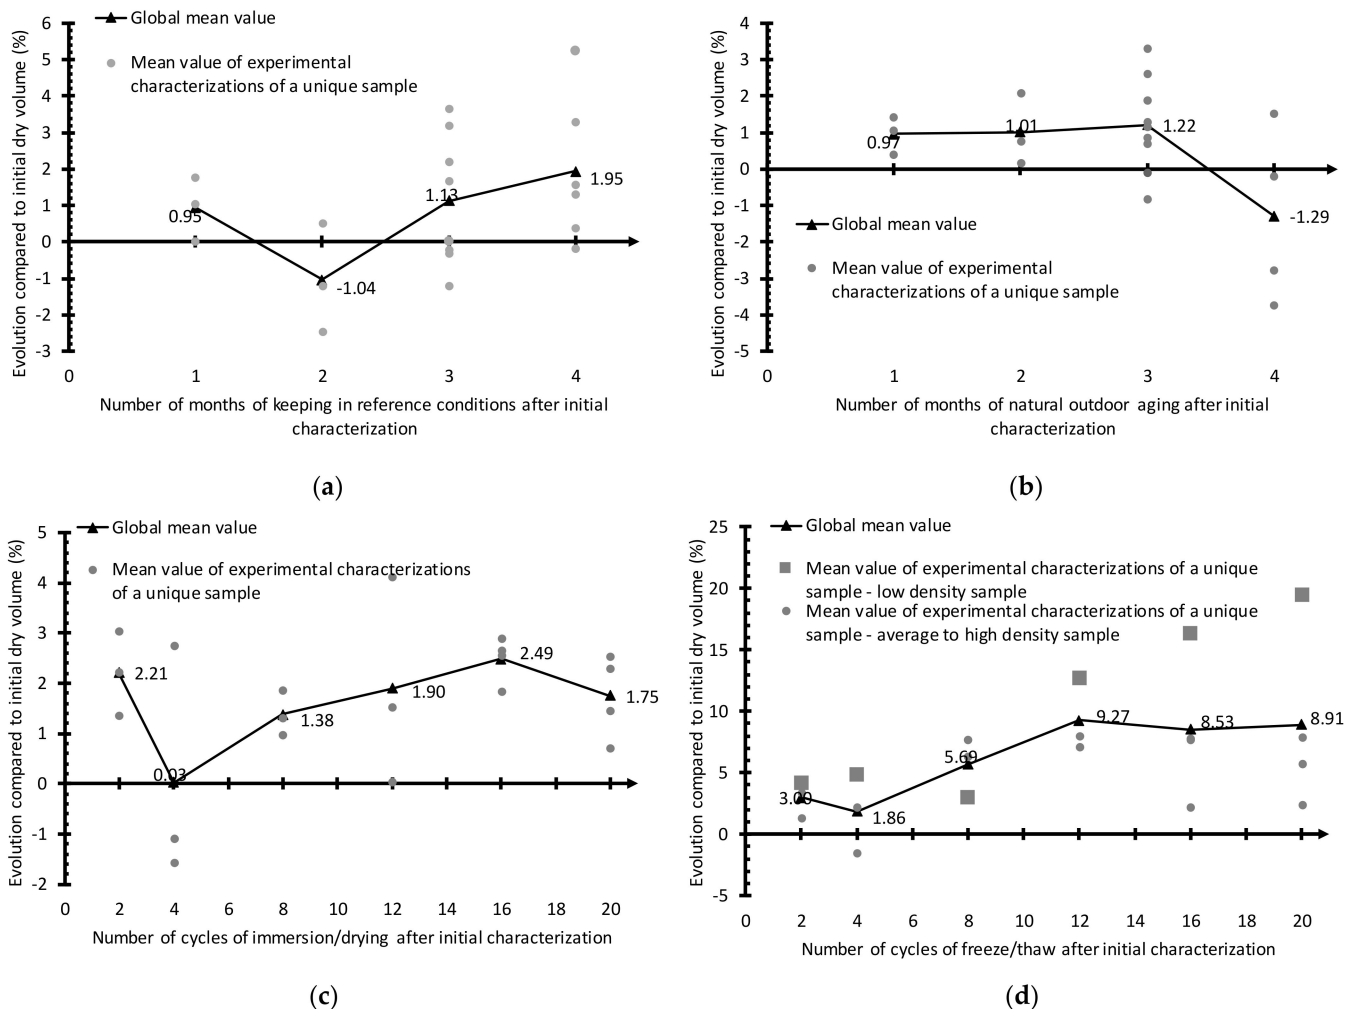 Evolution compared to initial dry volume (%)
6
5
4
3
2
1
0
-1
-2
-3
Global mean value
Mean value of experimental
characterizations of a unique sample
0.95
-1.04
1.13
1.95
0 1 2 3 4
Number of months of keeping in reference conditions after initial
characterization
(a)
Evolution compared to initial dry volume (%)
4
3
2
1
0
-1
-2
-3
-4
-5
0.97
1.01
1.22
-1.29
Global mean value
Mean value of experimental
characterizations of a unique sample
0 1 2 3 4
Number of months of natural outdoor aging after initial
characterization
(b)
Evolution compared to initial dry volume (%)
5
4
3
2
1
0
-1
-2
Global mean value
Mean value of experimental characterizations
of a unique sample
2.21
0.03
1.38
1.90
2.49
1.75
0 2 4 6 8 10 12 14 16 18 20
Number of cycles of immersion/drying after initial characterization
(c)
Evolution compared to initial dry volume (%)
25
20
15
10
5
0
-5
Global mean value
Mean value of experimental characterizations of a unique
sample - low density sample
Mean value of experimental characterizations of a unique
sample - average to high density sample
3.00
1.86
5.69
9.27
8.53
8.91
0 2 4 6 8 10 12 14 16 18 20
Number of cycles of freeze/thaw after initial characterization
(d)